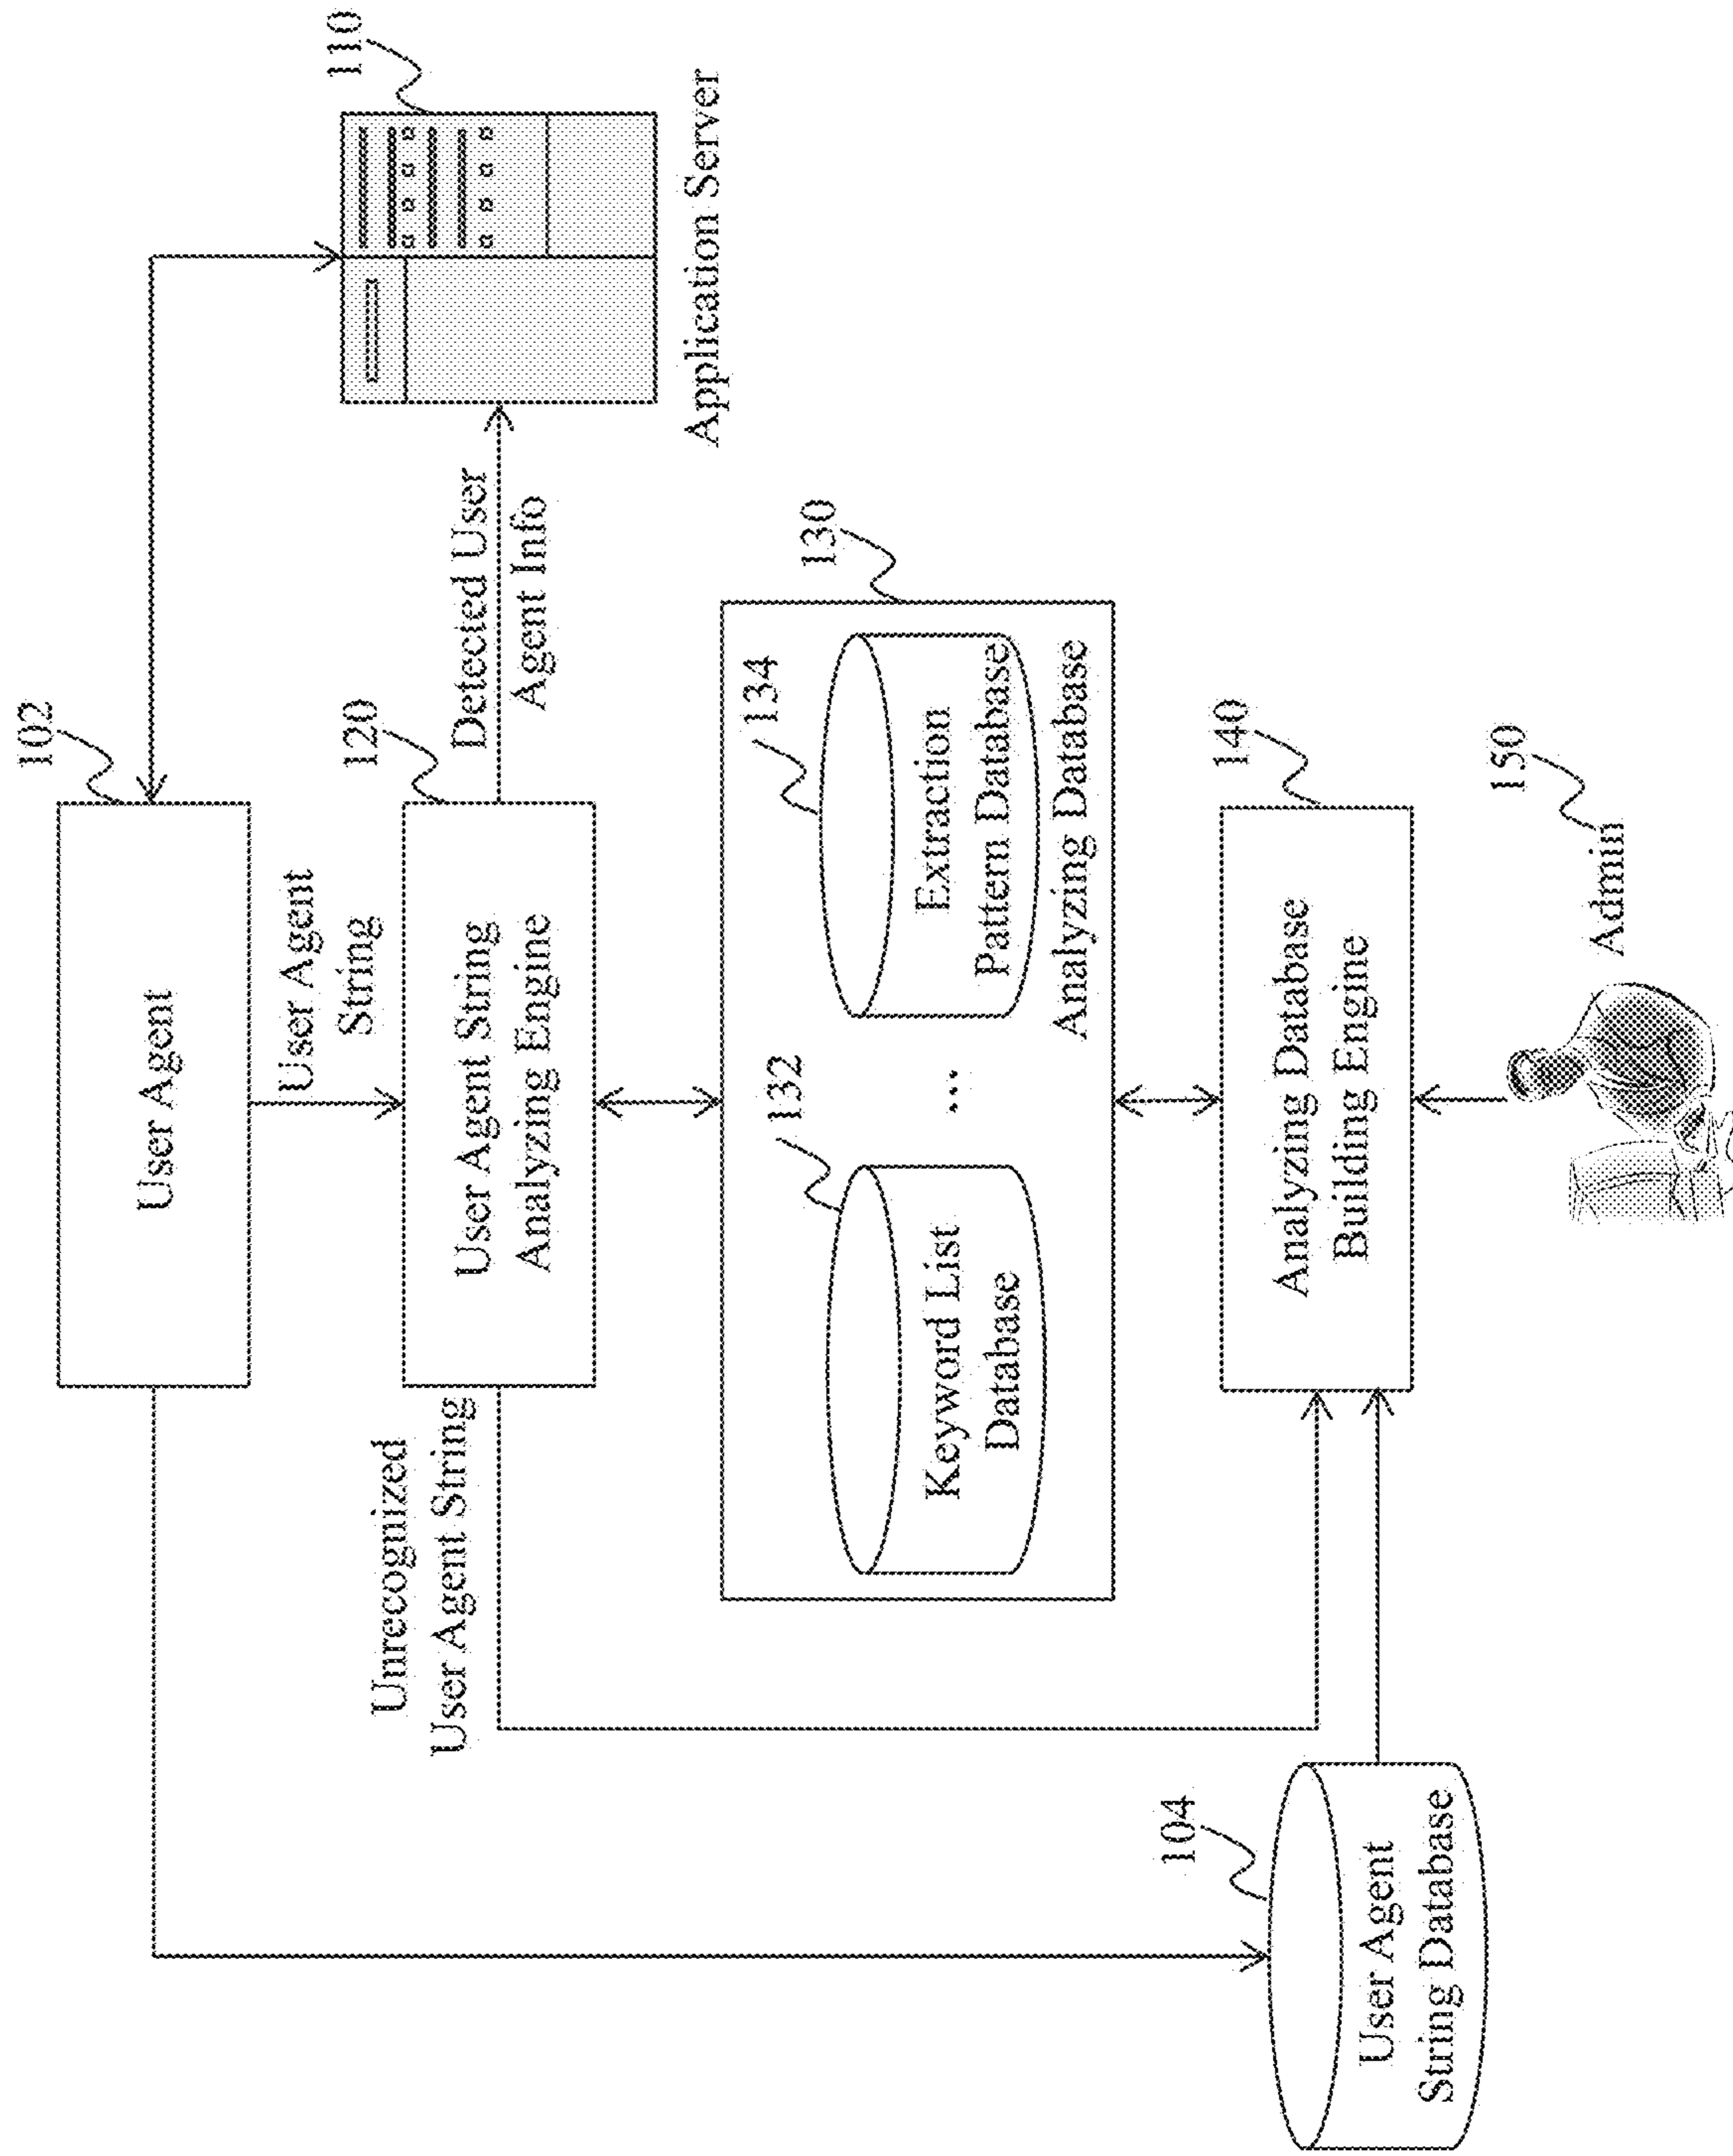 102
User Agent
User Agent
String
110
Application Server
120
User Agent String
Analyzing Engine
Detected User
Agent Info
Unrecognized
User Agent String
130
132
Keyword List
Database
...
134
Extraction
Pattern Database
Analyzing Database
140
Analyzing Database
Building Engine
104
User Agent
String Database
150
Admin